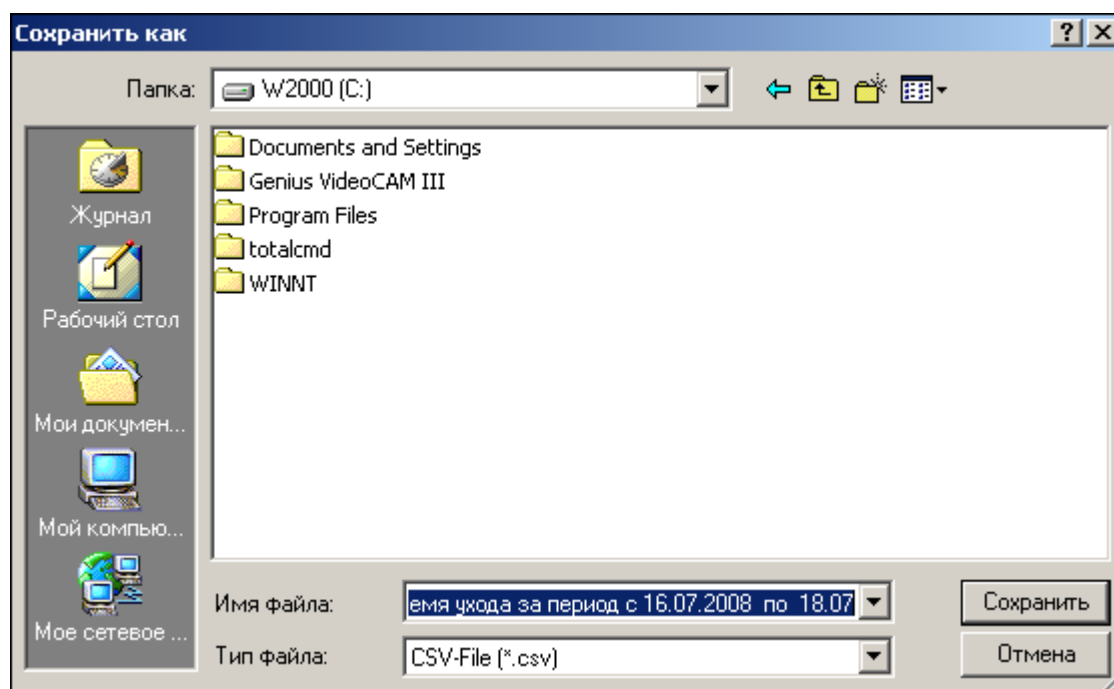 Сохранить как
Папка: W2000 (C:)
Documents and Settings
Genius VideoCAM III
Program Files
totalcmd
WINNT
Журнал
Рабочий стол
Мои докумен...
Мой компью...
Мое сетевое ...
Имя файла: емя ухода за период с 16.07.2008 по 18.07 Сохранить
Тип файла: CSV-File (*.csv) Отмена